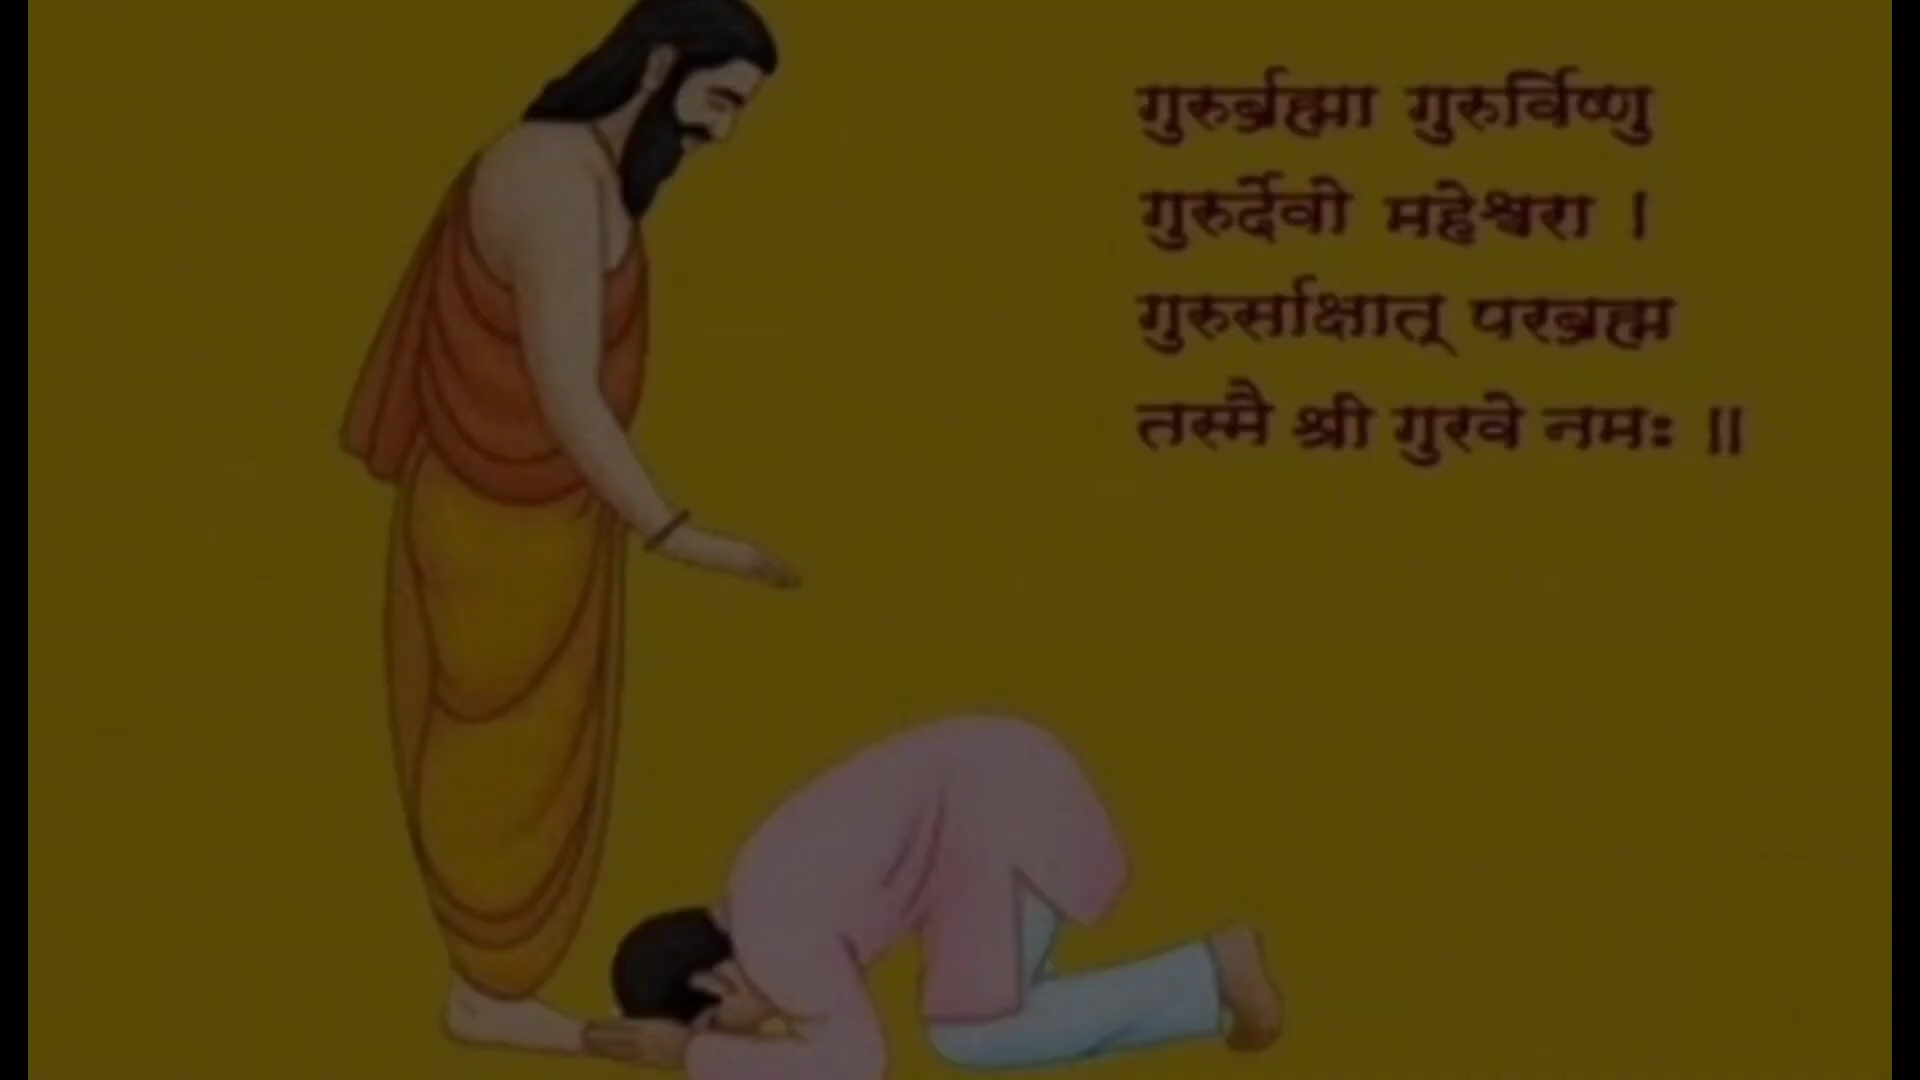 गुरुर्ब्रह्मा गुरुर्विष्णु
गुरुर्देवो महेश्वरा ।
गुरुर्साक्षात् परब्रह्म
तस्मै श्री गुरवे नमः ॥